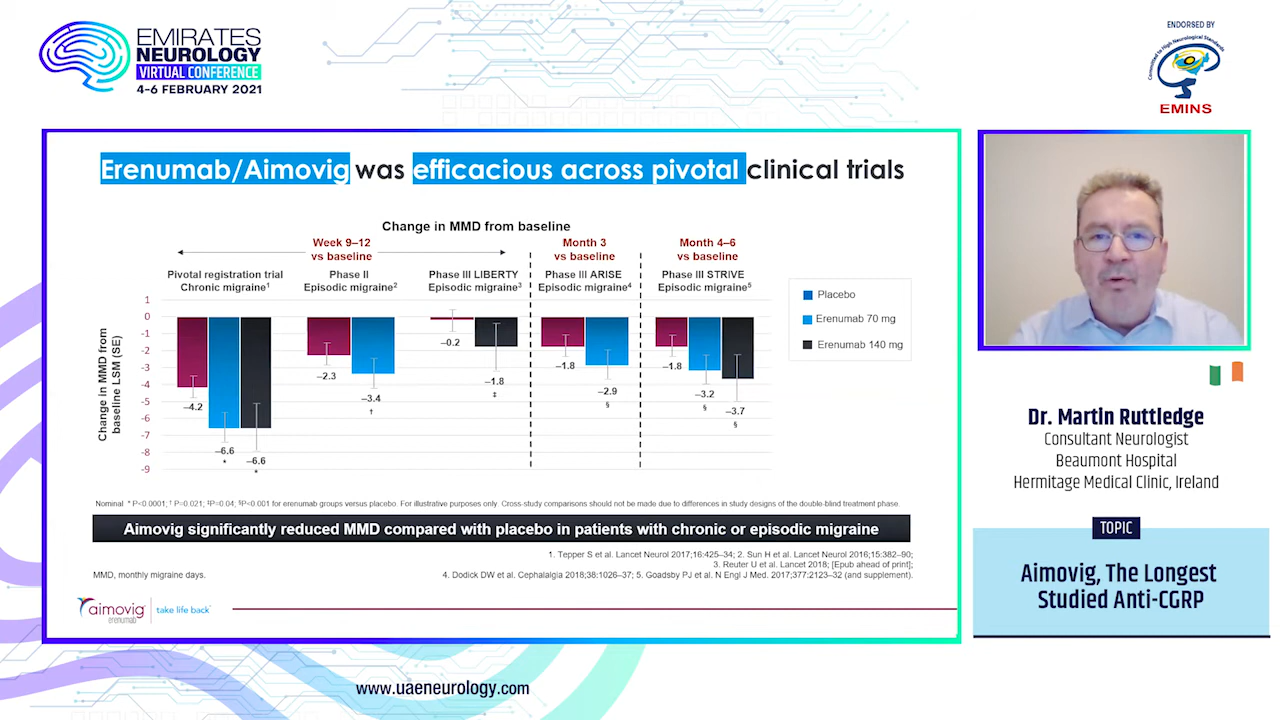 EMIRATES
NEUROLOGY
VIRTUAL CONFERENCE
4-6 FEBRUARY 2021
ENDORSED BY
Committed to High Neurological Standards
EMINS
Erenumab/Aimovig was efficacious across pivotal clinical trials
Change in MMD from baseline
Week 9–12
vs baseline
Month 3
vs baseline
Month 4–6
vs baseline
Pivotal registration trial
Chronic migraine1
Phase II
Episodic migraine2
Phase III LIBERTY
Episodic migraine3
Phase III ARISE
Episodic migraine4
Phase III STRIVE
Episodic migraine5
Change in MMD from
baseline LSM (SE)
1
0
-1
-2
-3
-4
-5
-6
-7
-8
-9
–4.2
–6.6
*
–6.6
*
–2.3
–3.4
†
–0.2
–1.8
‡
–1.8
–2.9
§
–1.8
–3.2
§
–3.7
§
Placebo
Erenumab 70 mg
Erenumab 140 mg
Nominal * P<0.0001; † P=0.021; ‡P=0.04; §P<0.001 for erenumab groups versus placebo. For illustrative purposes only. Cross-study comparisons should not be made due to differences in study designs of the double-blind treatment phase.
Aimovig significantly reduced MMD compared with placebo in patients with chronic or episodic migraine
1. Tepper S et al. Lancet Neurol 2017;16:425–34; 2. Sun H et al. Lancet Neurol 2016;15:382–90;
3. Reuter U et al. Lancet 2018; [Epub ahead of print];
4. Dodick DW et al. Cephalalgia 2018;38:1026–37; 5. Goadsby PJ et al. N Engl J Med. 2017;377:2123–32 (and supplement).
MMD, monthly migraine days.
aimovig
erenumab
take life back
Dr. Martin Ruttledge
Consultant Neurologist
Beaumont Hospital
Hermitage Medical Clinic, Ireland
TOPIC
Aimovig, The Longest
Studied Anti-CGRP
www.uaeneurology.com